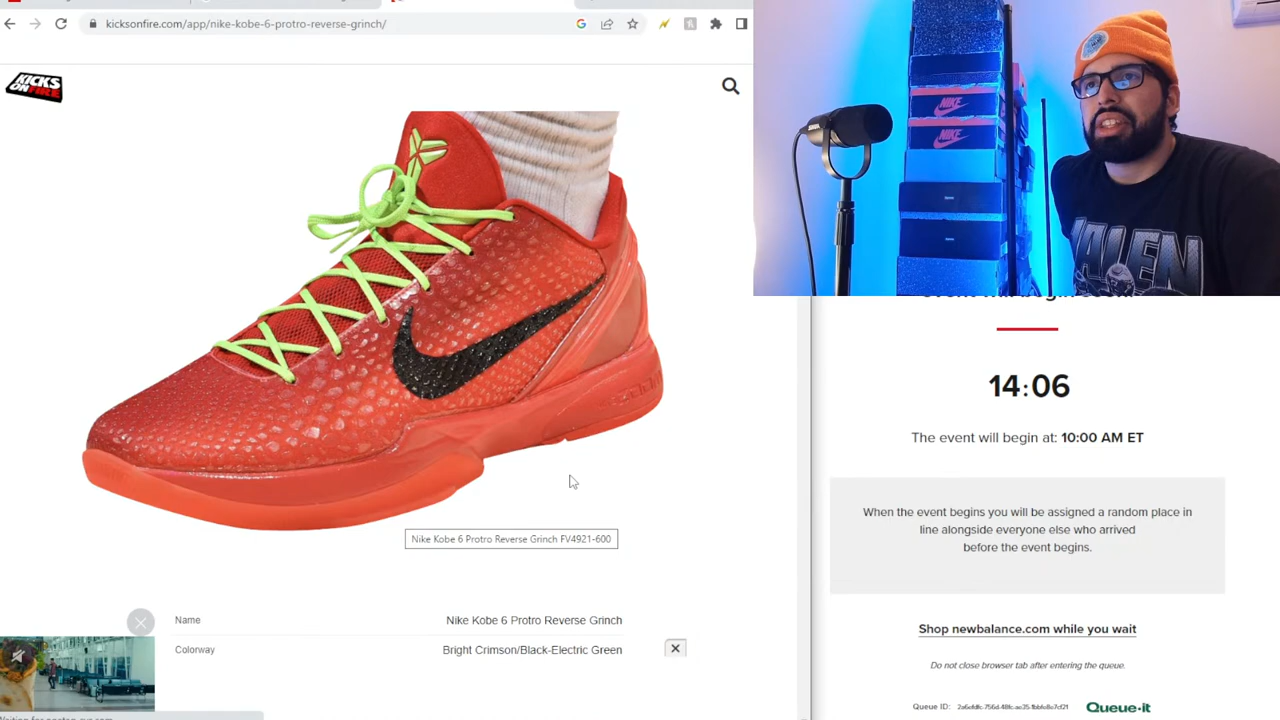 kicksonfire.com/app/nike-kobe-6-protro-reverse-grinch/
KICKS
ONFIRE
Nike Kobe 6 Protro Reverse Grinch FV4921-600
Name Nike Kobe 6 Protro Reverse Grinch
Colorway Bright Crimson/Black-Electric Green
NIKE
NIKE
JALEN
14:06
The event will begin at: 10:00 AM ET
When the event begins you will be assigned a random place in
line alongside everyone else who arrived
before the event begins.
Shop newbalance.com while you wait
Do not close browser tab after entering the queue.
Queue ID:
Queue-it